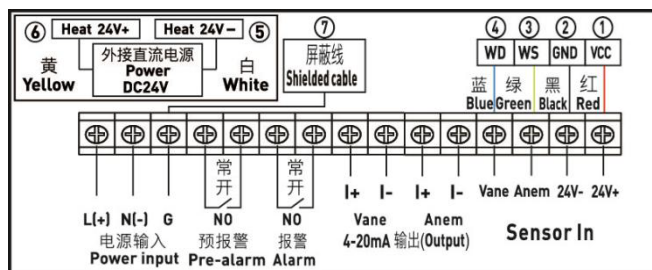 ⑥ Heat 24V+ Heat 24V− ⑤
外接直流电源
Power
DC24V
黄
Yellow
白
White
⑦
屏蔽线
Shielded cable
④ ③ ② ①
WD WS GND VCC
蓝 绿 黑 红
Blue Green Black Red
L(+) N(-) G
电源输入
Power input
常开
NO
预报警
Pre-alarm
常开
NO
报警
Alarm
I+ I- I+ I-
Vane Anem
4-20mA 输出(Output)
Vane Anem 24V- 24V+
Sensor In